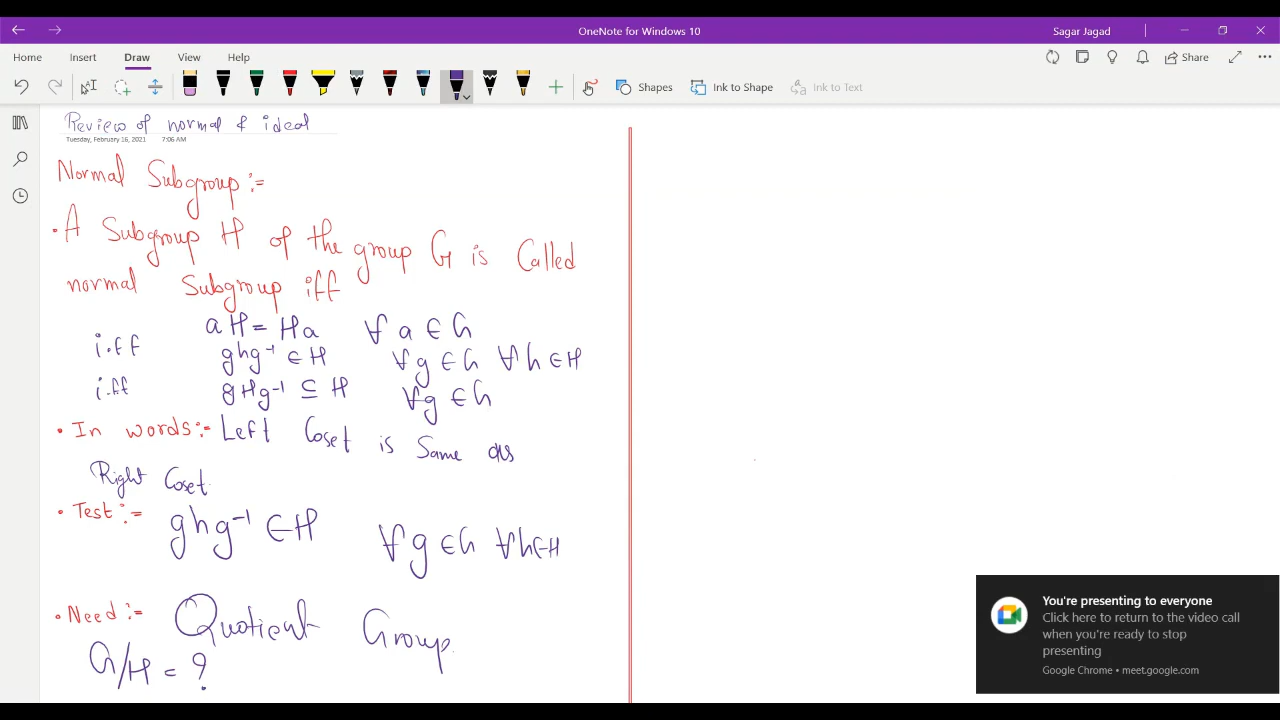 OneNote for Windows 10
Sagar Jagad
Home Insert Draw View Help
Share
Shapes Ink to Shape Ink to Text
Review of normal & ideal
Tuesday, February 16, 2021 7:06 AM
Normal Subgroup :=
• A Subgroup H of the group G is Called
normal Subgroup iff
aH = Ha ∀ a ∈ G
i.ff ghg⁻¹ ∈ H ∀ g ∈ G ∀ h ∈ H
i.ff gHg⁻¹ ⊆ H ∀ g ∈ G
• In words := Left Coset is Same as
Right Coset.
• Test := ghg⁻¹ ∈ H ∀ g ∈ G ∀ h ∈ H
• Need := Quotient Group.
G/H = ?
You're presenting to everyone
Click here to return to the video call
when you're ready to stop
presenting
Google Chrome • meet.google.com